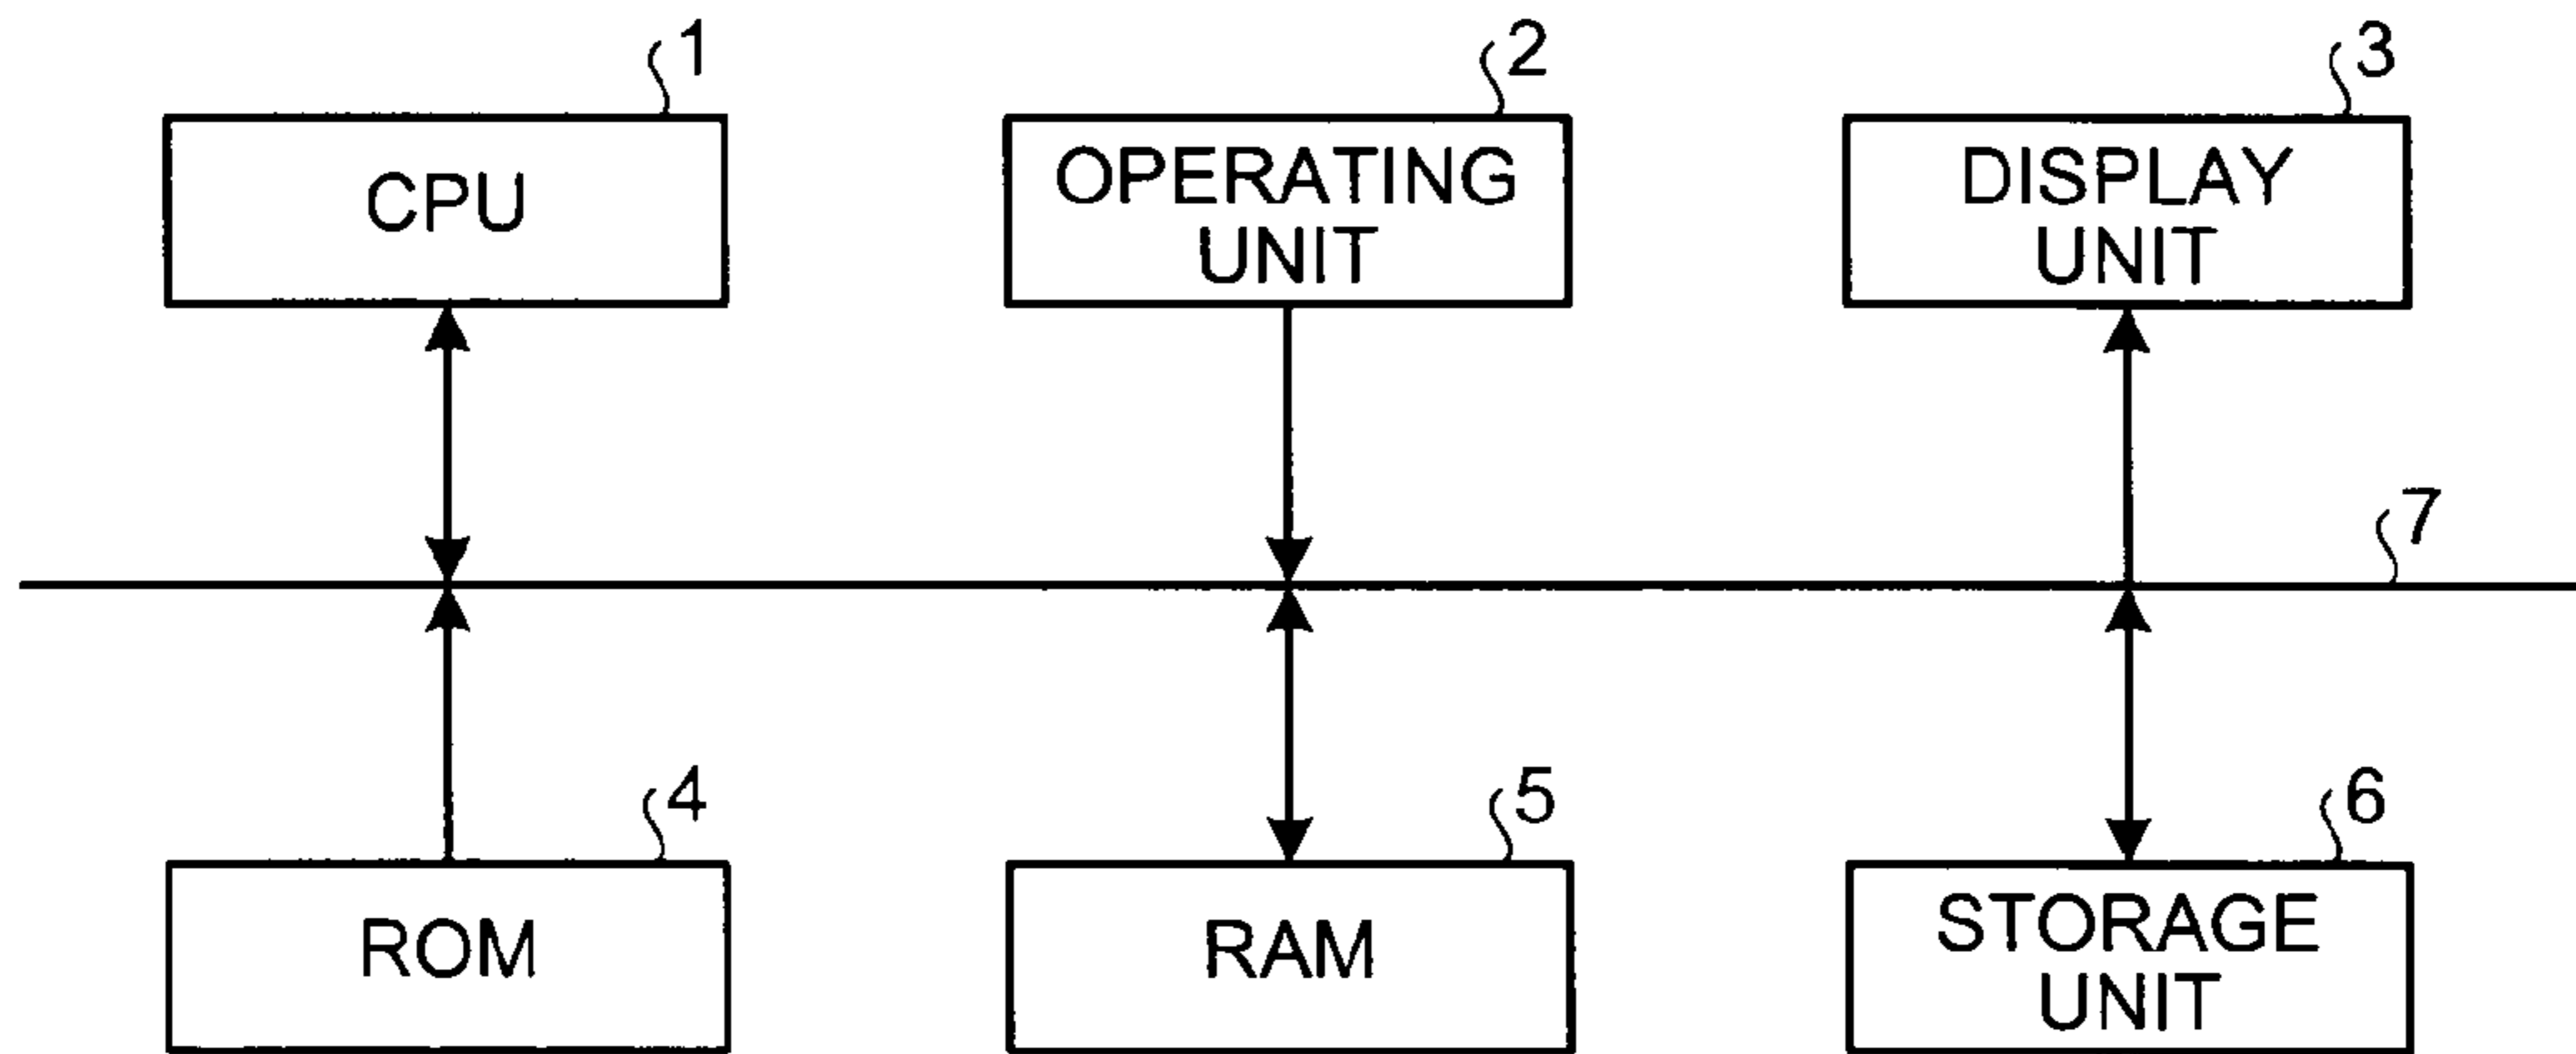 1
2
3
CPU
OPERATING
UNIT
DISPLAY
UNIT
7
4
5
6
ROM
RAM
STORAGE
UNIT